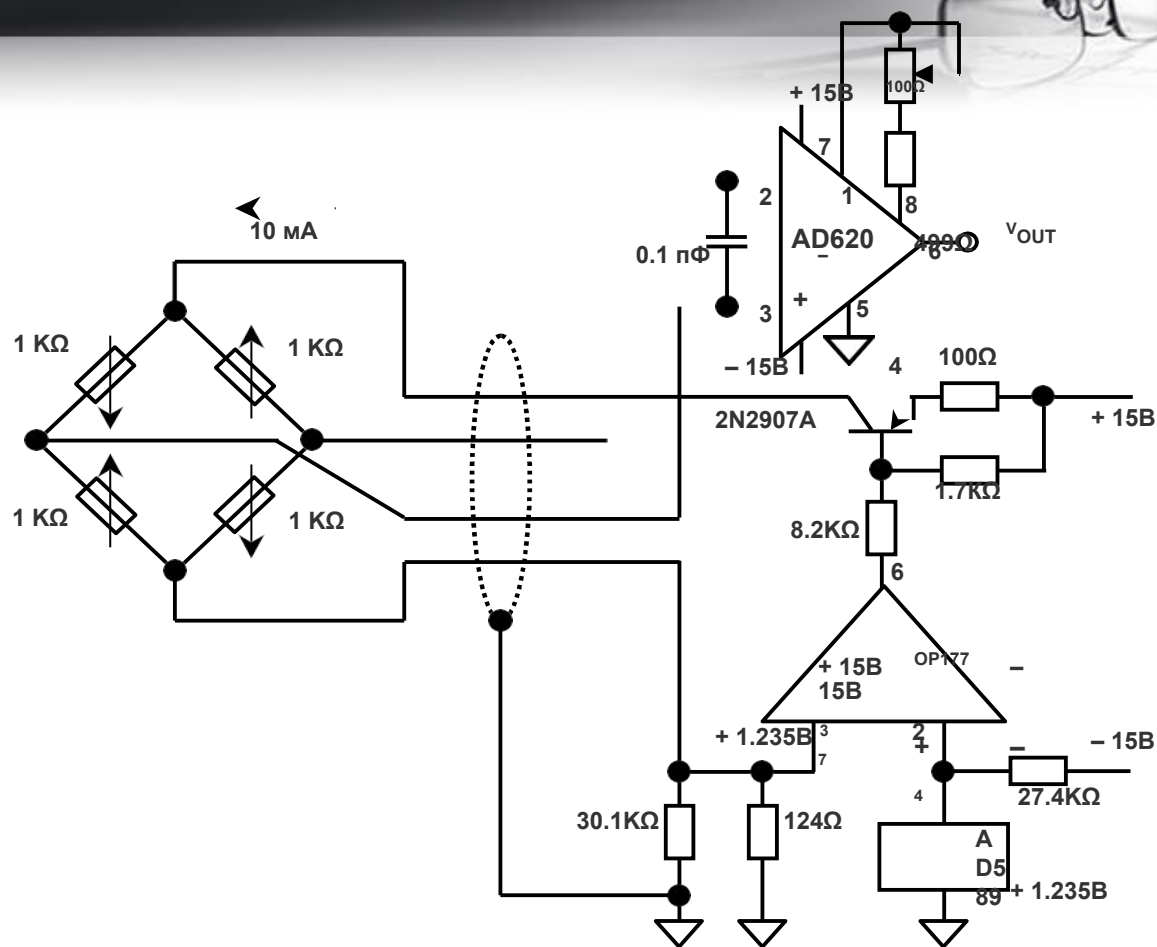 100Ω
+ 15В
7
2
1
8
10 мА
AD620
–
499Ω
6
VOUT
0.1 пФ
+
3
5
1 KΩ
1 KΩ
– 15В
4
100Ω
2N2907A
+ 15В
1.7KΩ
1 KΩ
1 KΩ
8.2KΩ
6
+ 15В
15В
OP177
–
+ 1.235В
3
7
2
+
–
– 15В
4
27.4KΩ
30.1KΩ
124Ω
A
D5
89
+ 1.235В